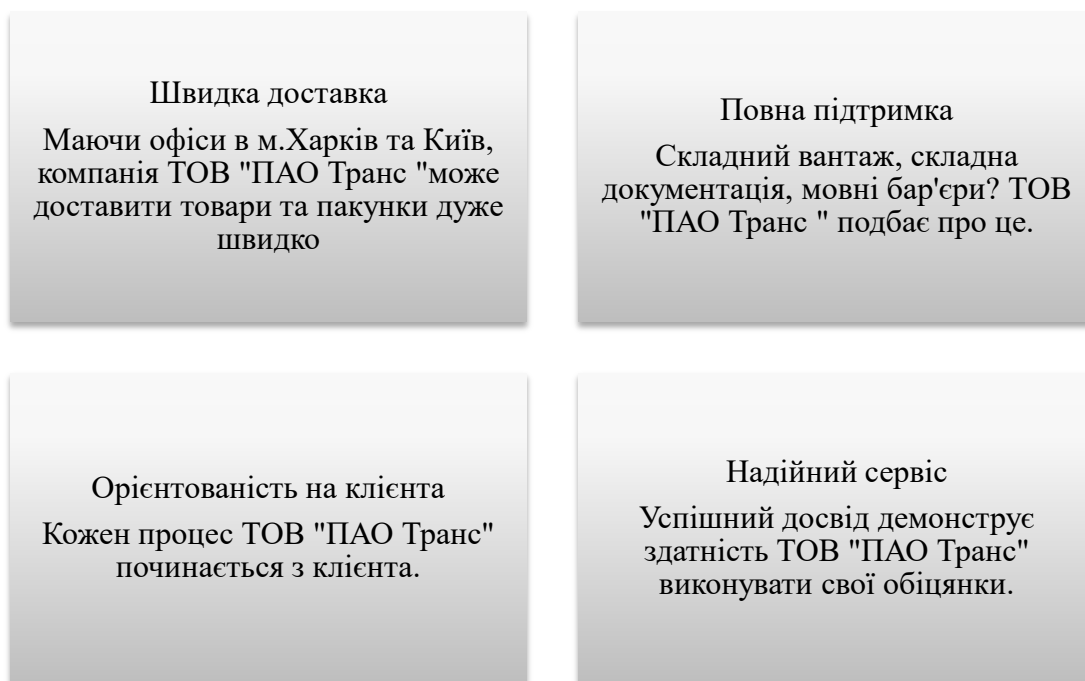 Швидка доставка
Маючи офіси в м.Харків та Київ,
компанія ТОВ "ПАО Транс "може
доставити товари та пакунки дуже
швидко
Повна підтримка
Складний вантаж, складна
документація, мовні бар'єри? ТОВ
"ПАО Транс " подбає про це.
Орієнтованість на клієнта
Кожен процес ТОВ "ПАО Транс"
починається з клієнта.
Надійний сервіс
Успішний досвід демонструє
здатність ТОВ "ПАО Транс"
виконувати свої обіцянки.